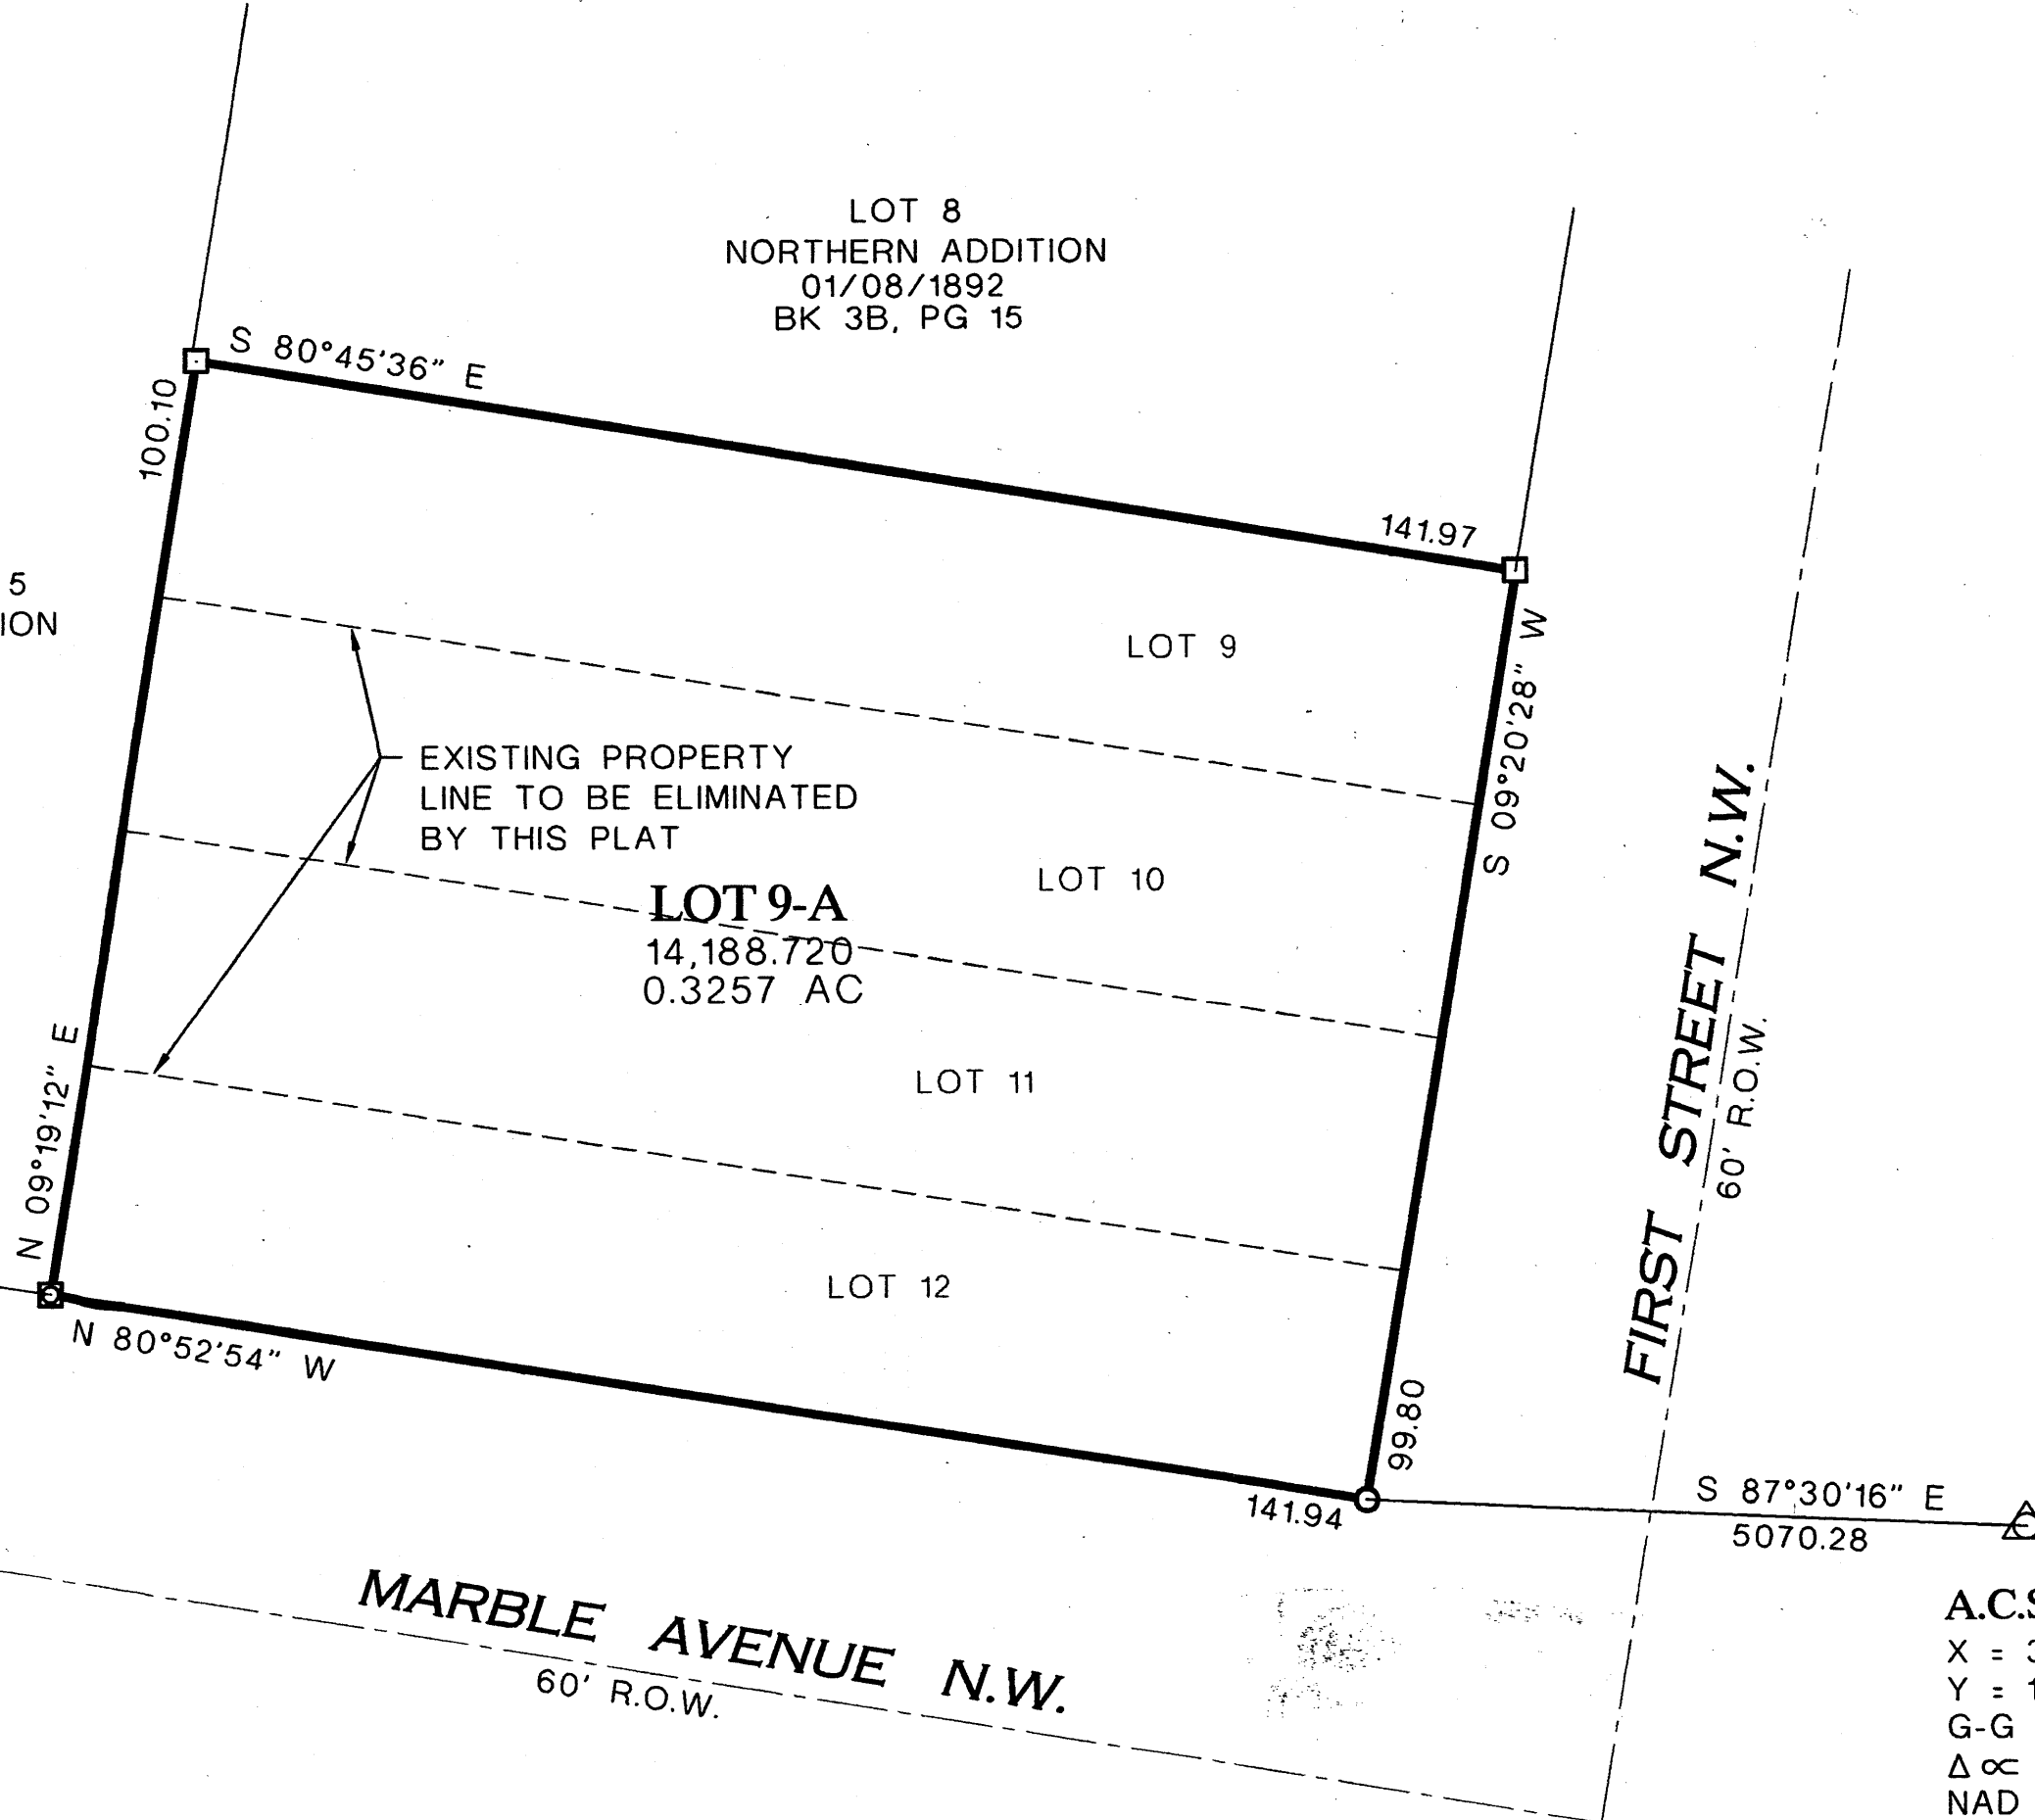 LOT 8
NORTHERN ADDITION
01/08/1892
BK 3B, PG 15
S 80°45'36" E
141.97
100.10
N 09°19'12" E
5
ION
LOT 9
S 09°20'28" W
99.80
EXISTING PROPERTY
LINE TO BE ELIMINATED
BY THIS PLAT
LOT 10
LOT 9-A
14,188.720
0.3257 AC
LOT 11
LOT 12
N 80°52'54" W
141.94
FIRST STREET N.W.
60' R.O.W.
S 87°30'16" E
5070.28
MARBLE AVENUE N.W.
60' R.O.W.
A.C.S
X =
Y = 1
G-G
Δ ∝
NAD